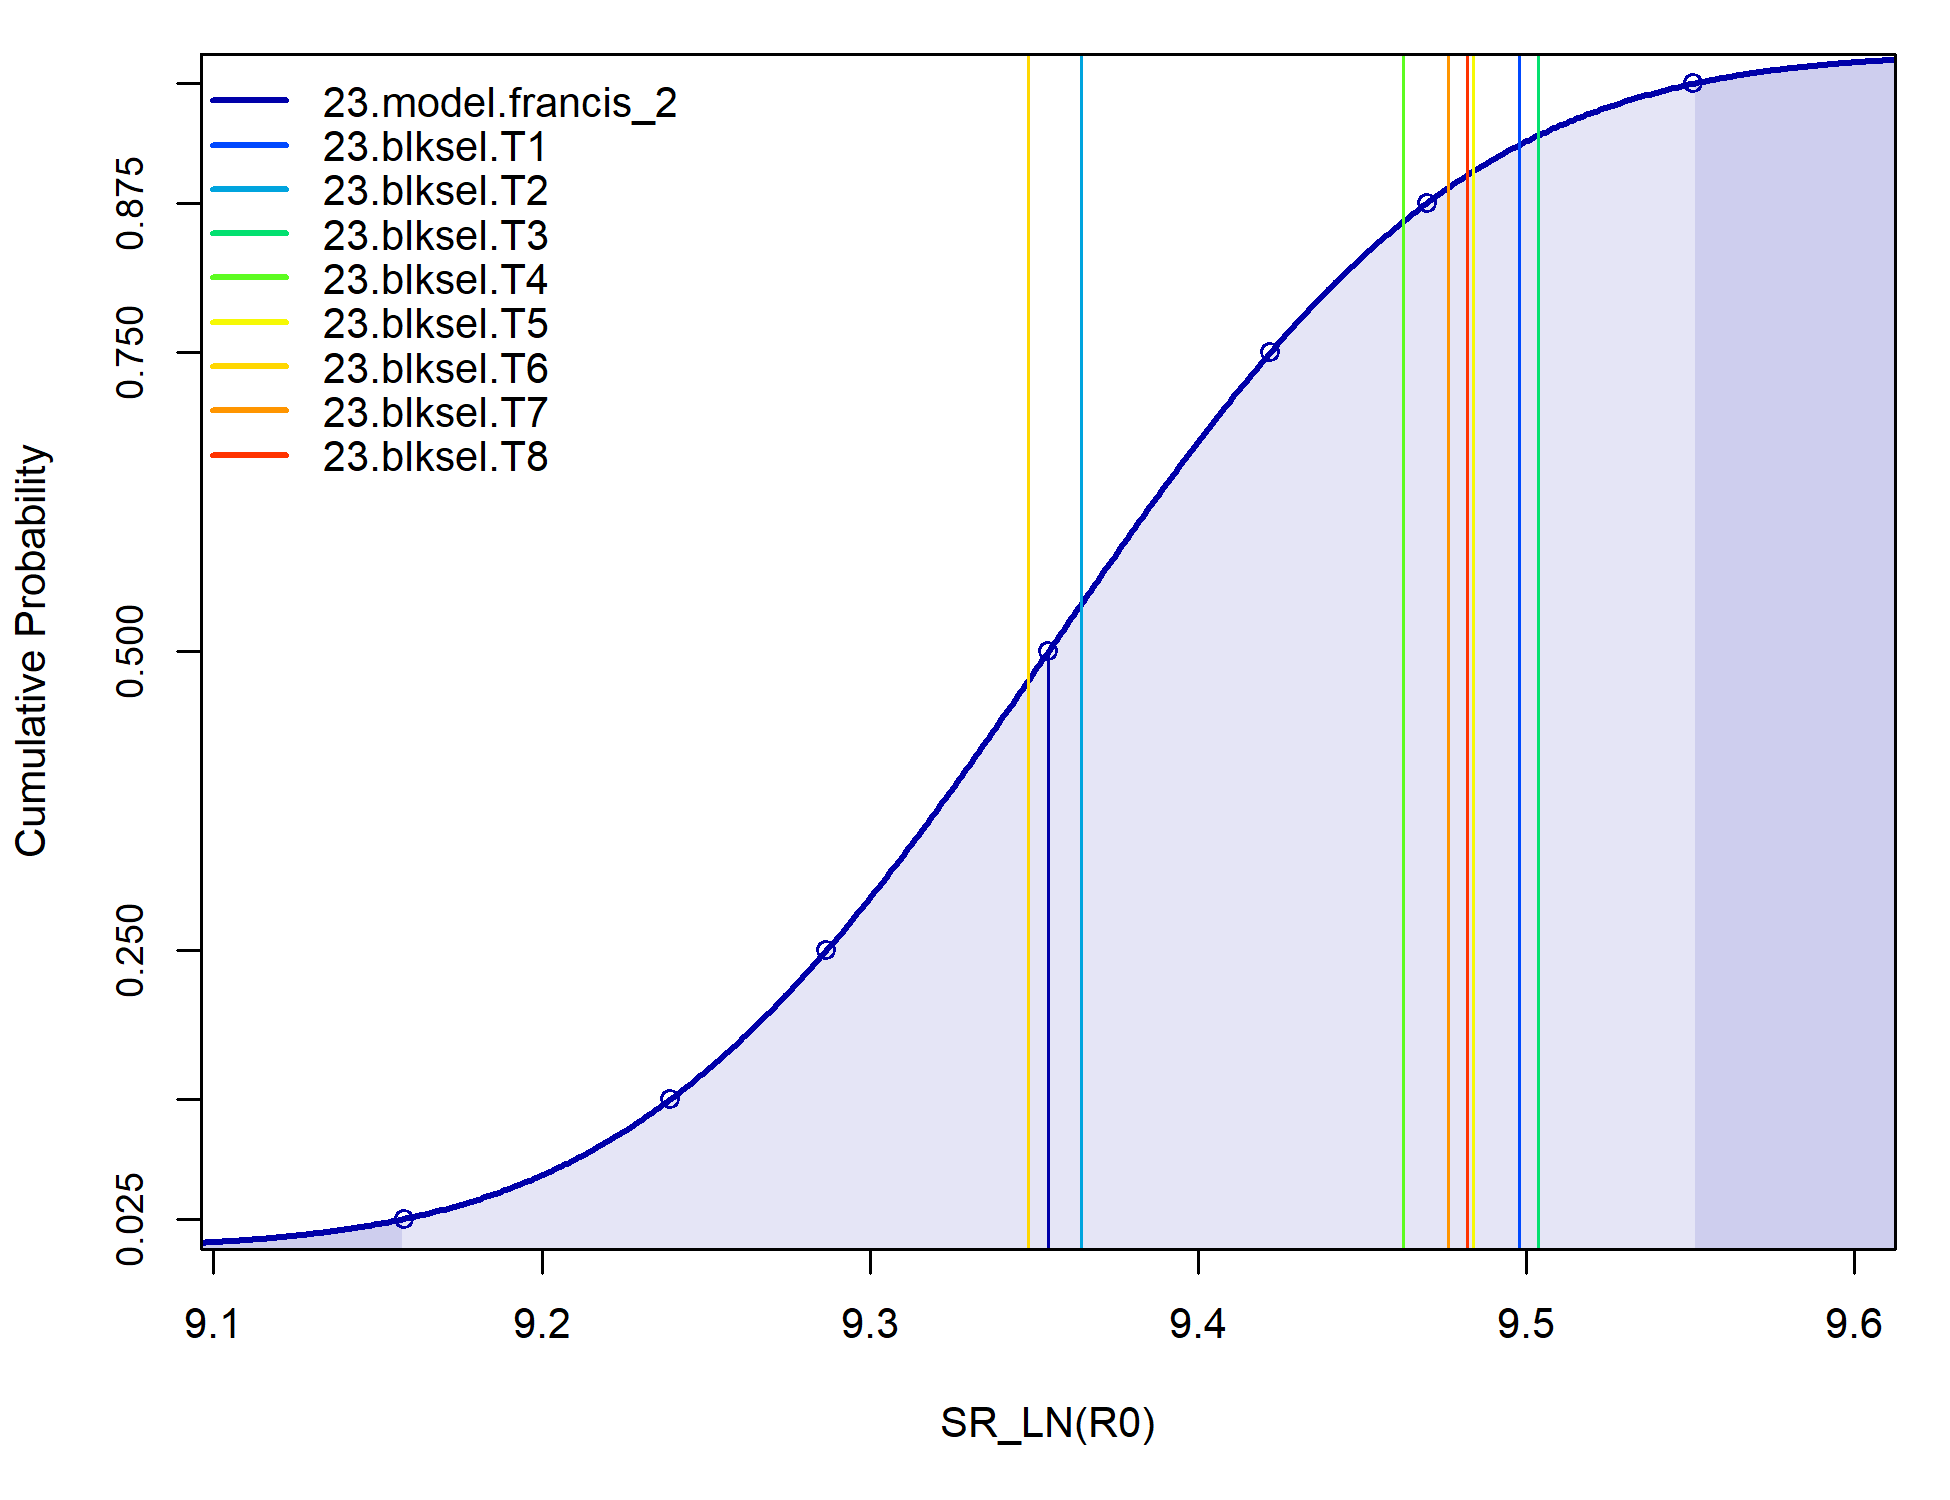 23.model.francis_2
23.blksel.T1
23.blksel.T2
23.blksel.T3
23.blksel.T4
23.blksel.T5
23.blksel.T6
23.blksel.T7
23.blksel.T8
Cumulative Probability
0.875
0.750
0.500
0.250
0.025
9.1 9.2 9.3 9.4 9.5 9.6
SR_LN(R0)